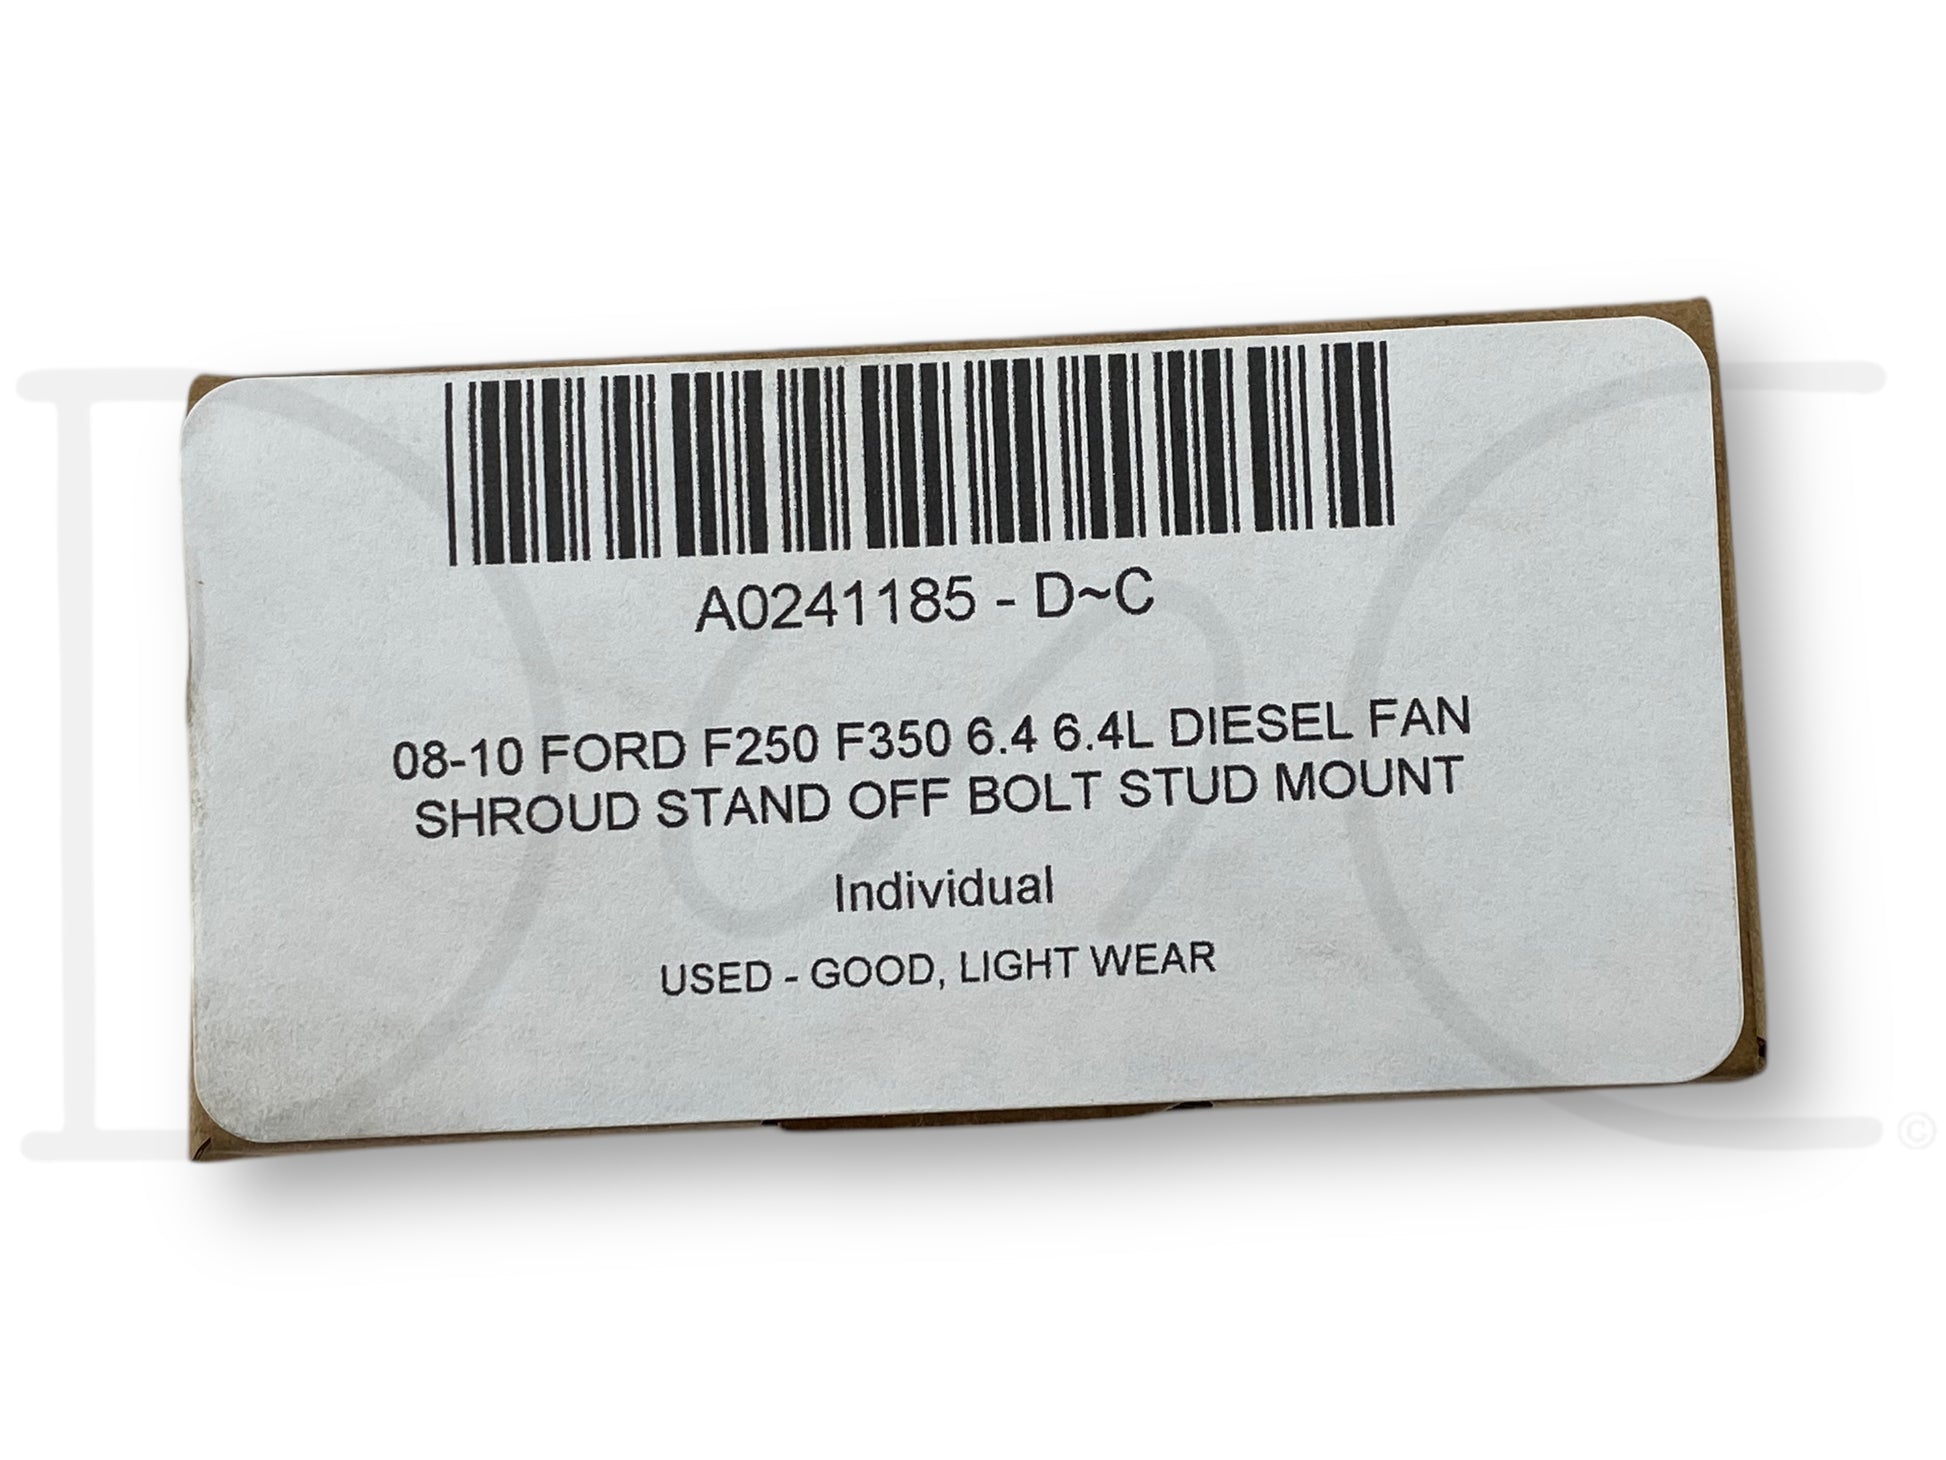 A0241185 - D~C
08-10 FORD F250 F350 6.4 6.4L DIESEL FAN
SHROUD STAND OFF BOLT STUD MOUNT
Individual
USED - GOOD, LIGHT WEAR
©